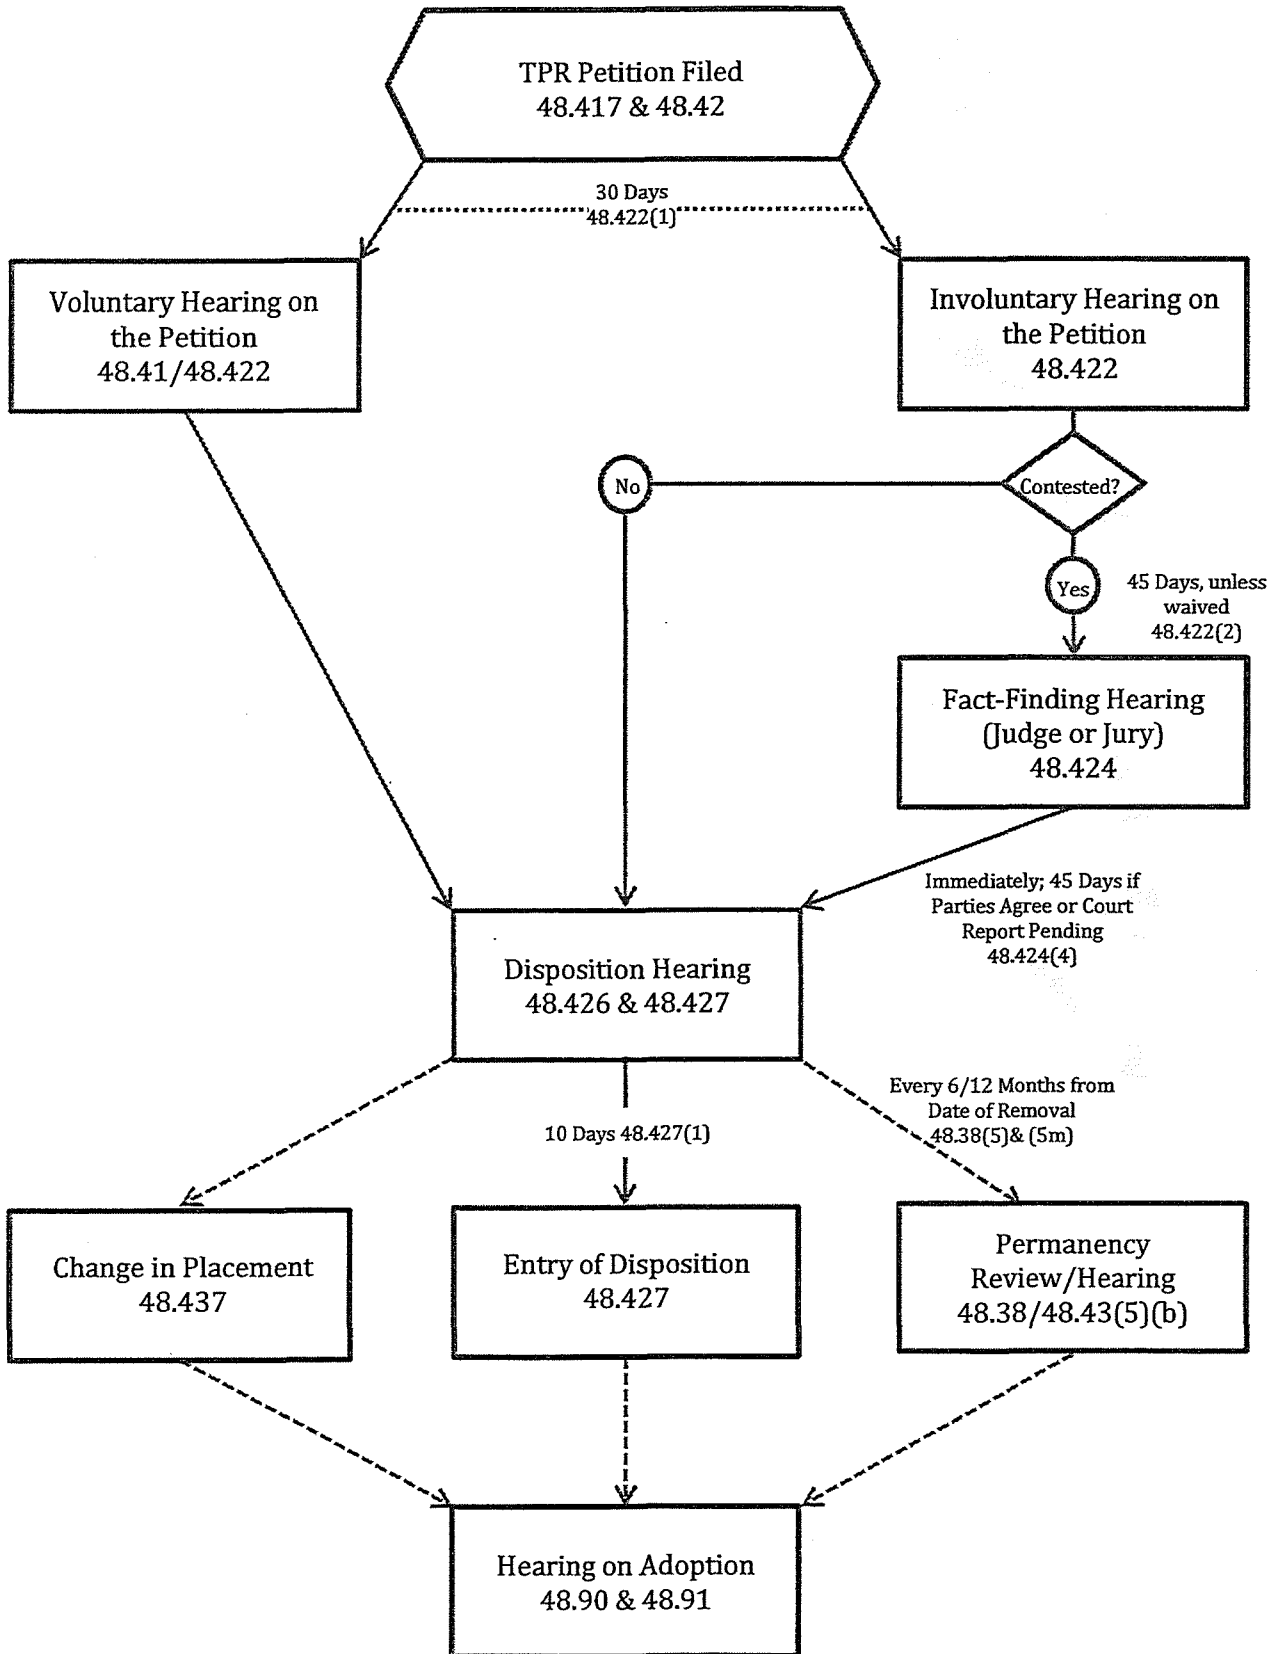 TPR Petition Filed
48.417 & 48.42
30 Days
48.422(1)
Voluntary Hearing on
the Petition
48.41/48.422
Involuntary Hearing on
the Petition
48.422
No
Contested?
Yes
45 Days, unless
waived
48.422(2)
Fact-Finding Hearing
(Judge or Jury)
48.424
Immediately; 45 Days if
Parties Agree or Court
Report Pending
48.424(4)
Disposition Hearing
48.426 & 48.427
Every 6/12 Months from
Date of Removal
48.38(5)& (5m)
10 Days 48.427(1)
Change in Placement
48.437
Entry of Disposition
48.427
Permanency
Review/Hearing
48.38/48.43(5)(b)
Hearing on Adoption
48.90 & 48.91